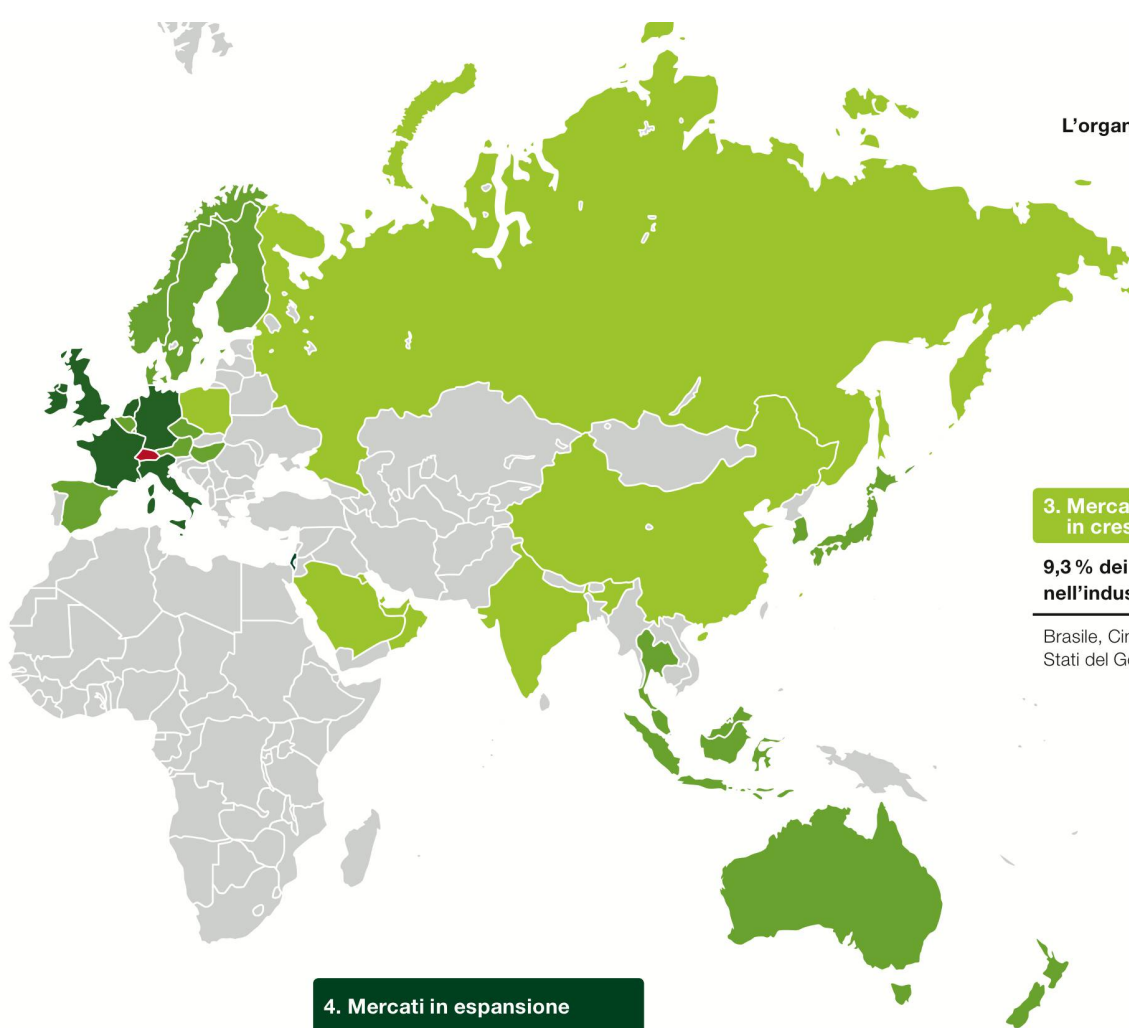 L'organ
3. Merca
in cres
9,3 % dei
nell'indus
Brasile, Cin
Stati del Go
4. Mercati in espansione